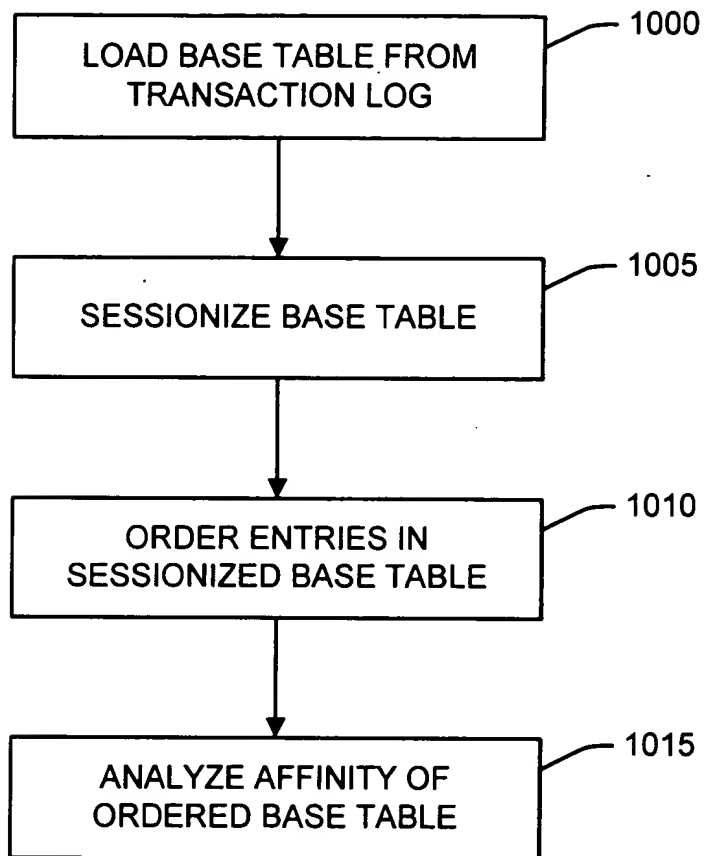 1000
LOAD BASE TABLE FROM
TRANSACTION LOG
1005
SESSIONIZE BASE TABLE
1010
ORDER ENTRIES IN
SESSIONIZED BASE TABLE
1015
ANALYZE AFFINITY OF
ORDERED BASE TABLE